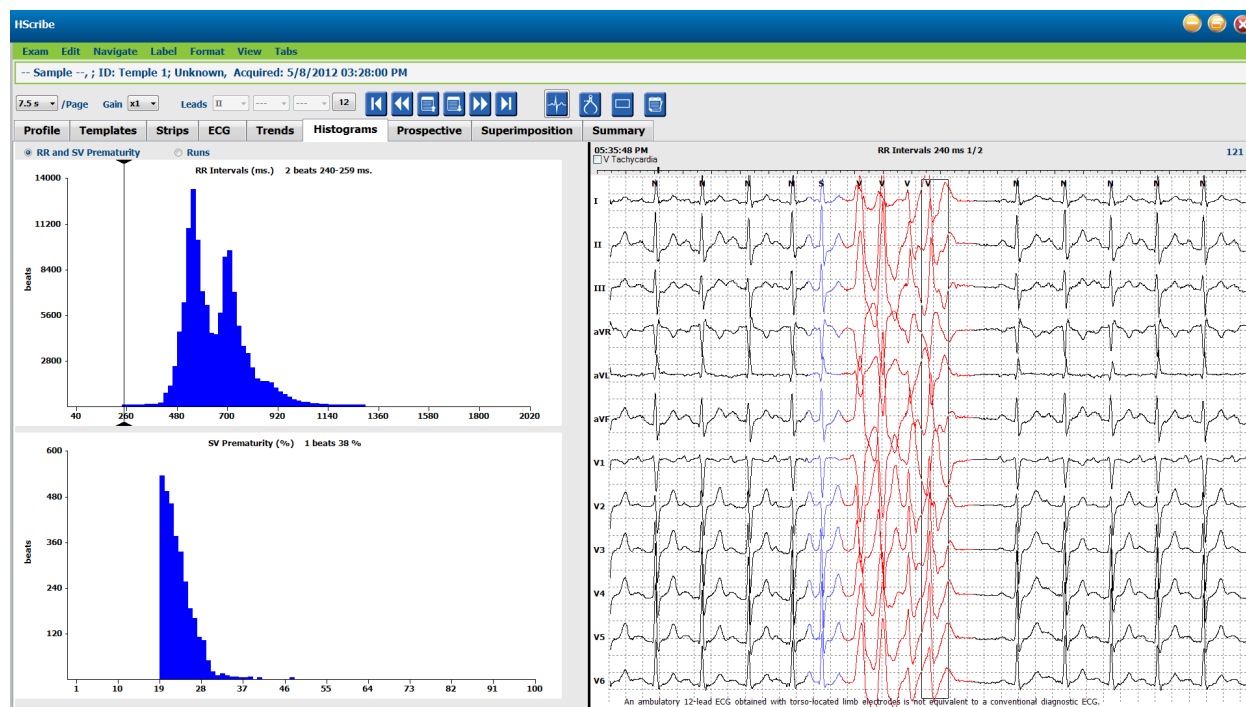 HScribe
Exam Edit Navigate Label Format View Tabs
-- Sample --, ; ID: Temple 1; Unknown, Acquired: 5/8/2012 03:28:00 PM
7.5 s /Page Gain x1 Leads II --- --- 12
Profile Templates Strips ECG Trends Histograms Prospective Superimposition Summary
RR and SV Prematurity Runs
RR Intervals (ms.) 2 beats 240-259 ms.
14000
11200
8400
beats
5600
2800
40 260 480 700 920 1140 1360 1580 1800 2020
SV Prematurity (%) 1 beats 38 %
600
480
360
beats
240
120
1 10 19 28 37 46 55 64 73 82 91 100
05:35:48 PM RR Intervals 240 ms 1/2 121
V Tachycardia
N N N N S V V V V N N N N N
I
II
III
aVR
aVL
aVF
V1
V2
V3
V4
V5
V6
An ambulatory 12-lead ECG obtained with torso-located limb electrodes is not equivalent to a conventional diagnostic ECG.